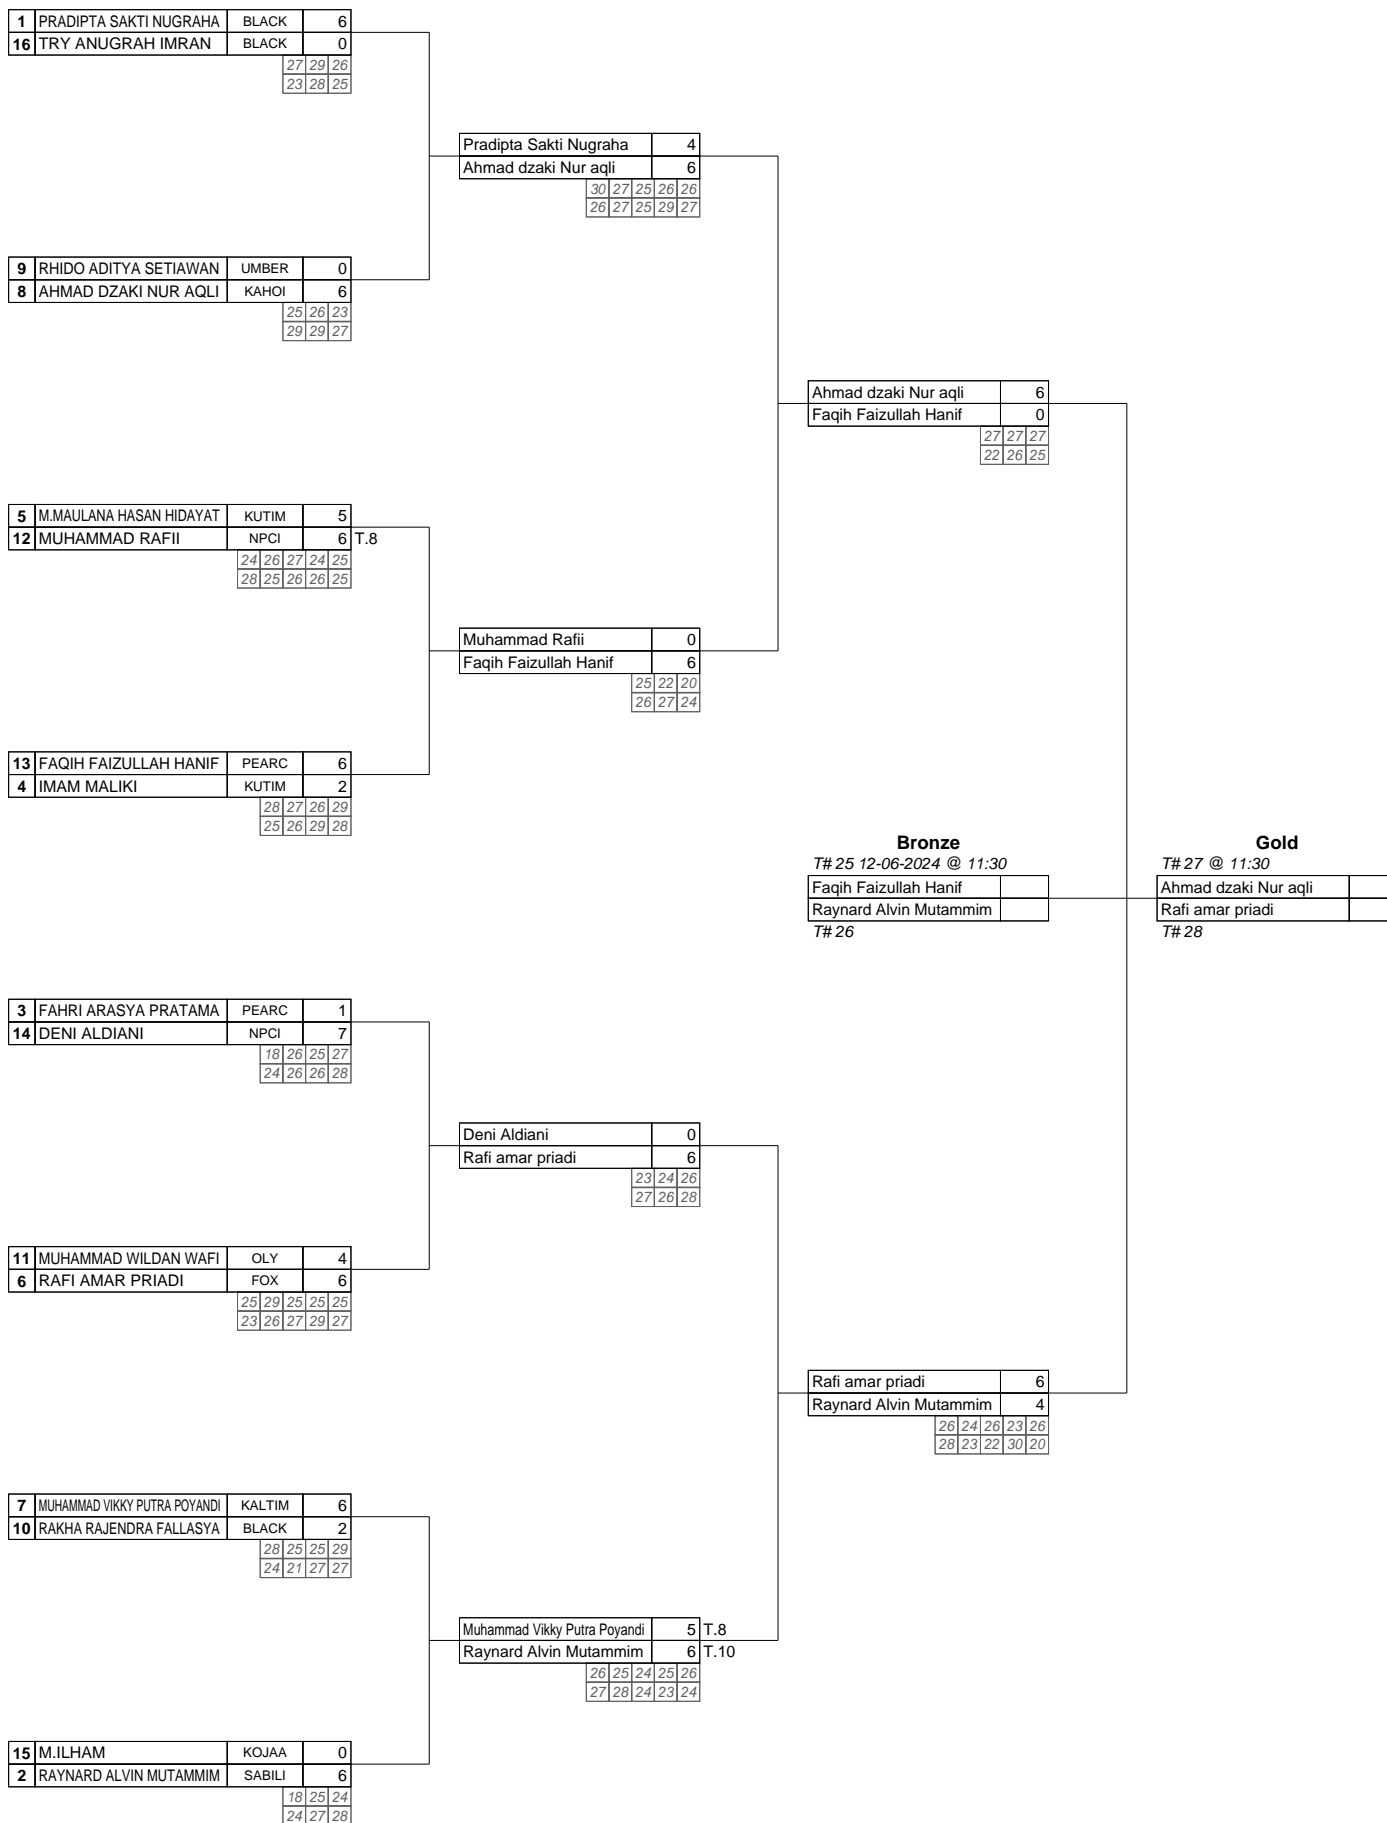 1 PRADIPTA SAKTI NUGRAHA BLACK 6
16 TRY ANUGRAH IMRAN BLACK 0
27 29 26
23 28 25
Pradipta Sakti Nugraha 4
Ahmad dzaki Nur aqli 6
30 27 25 26 26
26 27 25 29 27
9 RHIDO ADITYA SETIAWAN UMBER 0
8 AHMAD DZAKI NUR AQLI KAHOI 6
25 26 23
29 29 27
Ahmad dzaki Nur aqli 6
Faqih Faizullah Hanif 0
27 27 27
22 26 25
5 M.MAULANA HASAN HIDAYAT KUTIM 5
12 MUHAMMAD RAFII NPCI 6 T.8
24 26 27 24 25
28 25 26 26 25
Muhammad Rafii 0
Faqih Faizullah Hanif 6
25 22 20
26 27 24
13 FAQIH FAIZULLAH HANIF PEARC 6
4 IMAM MALIKI KUTIM 2
28 27 26 29
25 26 29 28
Bronze
T# 25 12-06-2024 @ 11:30
Faqih Faizullah Hanif
Raynard Alvin Mutammim
T# 26
Gold
T# 27 @ 11:30
Ahmad dzaki Nur aqli
Rafi amar priadi
T# 28
3 FAHRI ARASYA PRATAMA PEARC 1
14 DENI ALDIANI NPCI 7
18 26 25 27
24 26 26 28
Deni Aldiani 0
Rafi amar priadi 6
23 24 26
27 26 28
11 MUHAMMAD WILDAN WAFI OLY 4
6 RAFI AMAR PRIADI FOX 6
25 29 25 25 25
23 26 27 29 27
Rafi amar priadi 6
Raynard Alvin Mutammim 4
26 24 26 23 26
28 23 22 30 20
7 MUHAMMAD VIKKY PUTRA POYANDI KALTIM 6
10 RAKHA RAJENDRA FALLASYA BLACK 2
28 25 25 29
24 21 27 27
Muhammad Vikky Putra Poyandi 5 T.8
Raynard Alvin Mutammim 6 T.10
26 25 24 25 26
27 28 24 23 24
15 M.ILHAM KOJAA 0
2 RAYNARD ALVIN MUTAMMIM SABILI 6
18 25 24
24 27 28